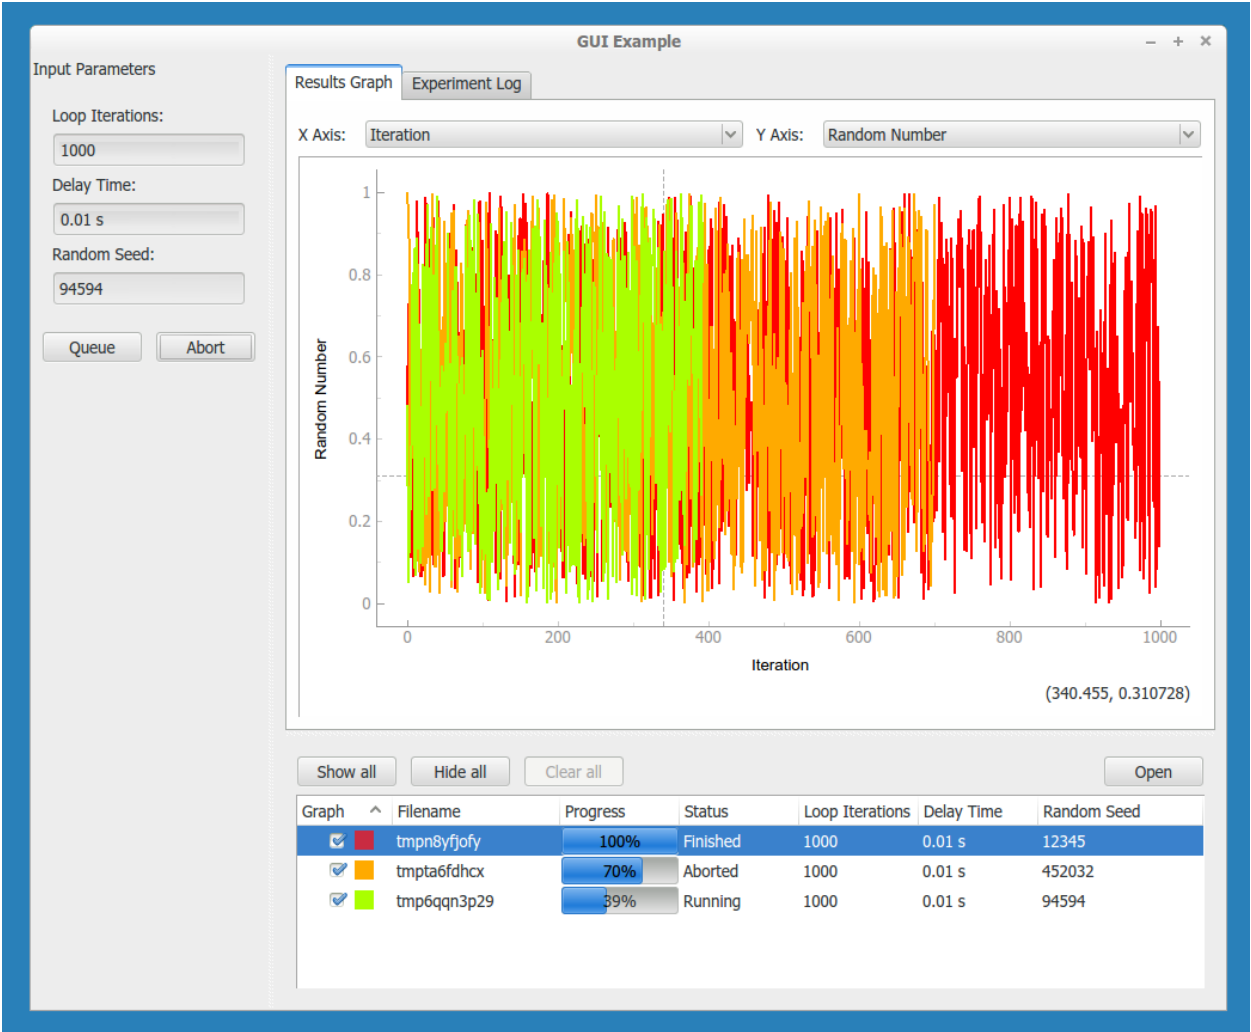 GUI Example
Input Parameters
Loop Iterations:
1000
Delay Time:
0.01 s
Random Seed:
94594
Queue Abort
Results Graph Experiment Log
X Axis: Iteration Y Axis: Random Number
Random Number
1
0.8
0.6
0.4
0.2
0
0 200 400 600 800 1000
Iteration
(340.455, 0.310728)
Show all Hide all Clear all Open
Graph Filename Progress Status Loop Iterations Delay Time Random Seed
tmpn8yfjofy 100% Finished 1000 0.01 s 12345
tmpta6fdhcx 70% Aborted 1000 0.01 s 452032
tmp6qqn3p29 39% Running 1000 0.01 s 94594